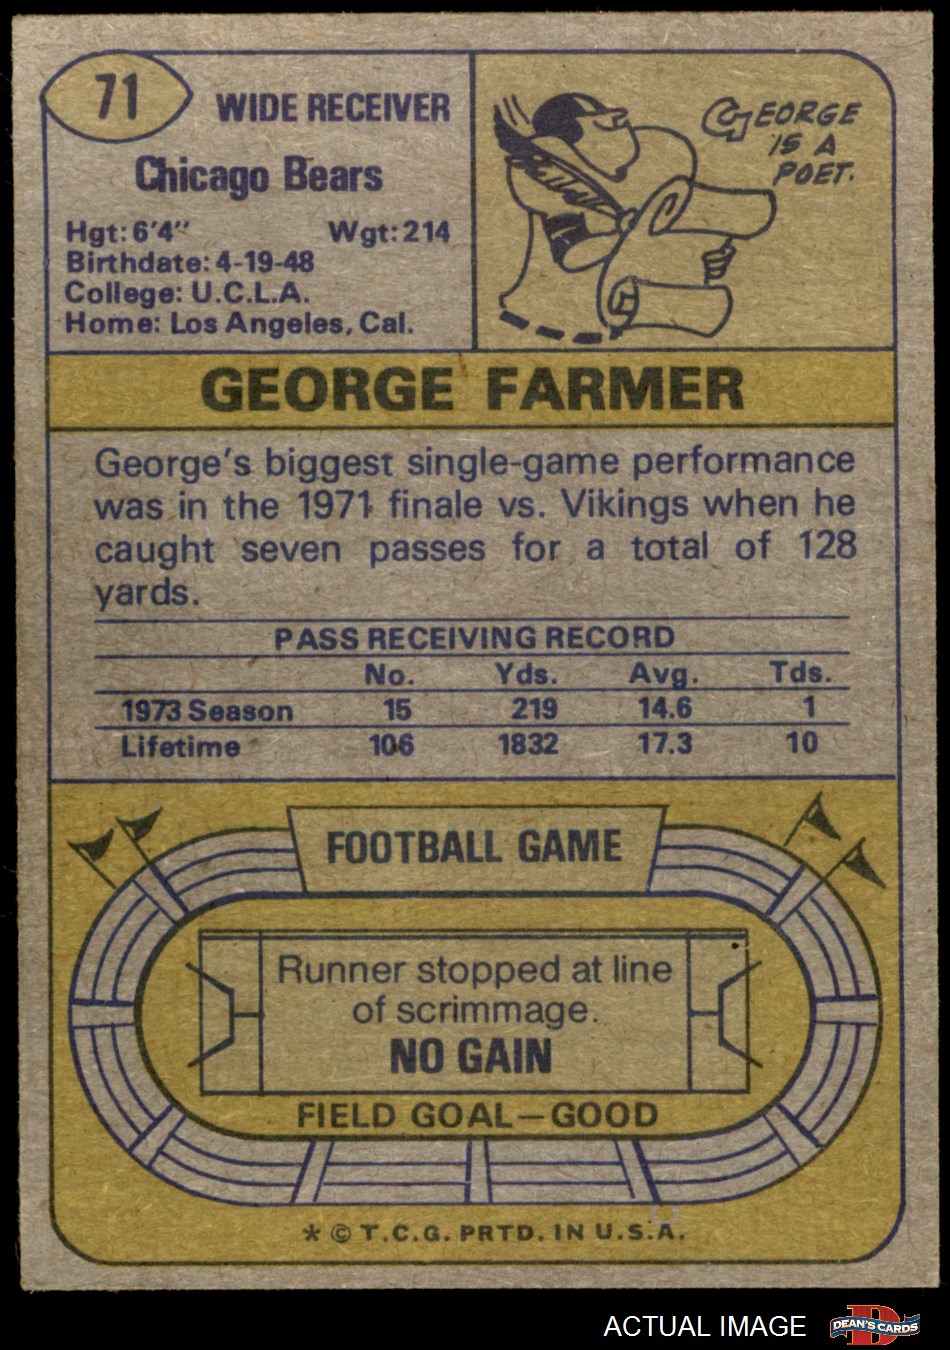 71
WIDE RECEIVER
Chicago Bears
Hgt: 6'4" Wgt: 214
Birthdate: 4-19-48
College: U.C.L.A.
Home: Los Angeles, Cal.
GEORGE
IS A
POET.
GEORGE FARMER
George's biggest single-game performance
was in the 1971 finale vs. Vikings when he
caught seven passes for a total of 128
yards.
PASS RECEIVING RECORD
No. Yds. Avg. Tds.
1973 Season 15 219 14.6 1
Lifetime 106 1832 17.3 10
FOOTBALL GAME
Runner stopped at line
of scrimmage.
NO GAIN
FIELD GOAL—GOOD
* © T.C.G. PRTD. IN U.S.A.
ACTUAL IMAGE
D
DEAN'S CARDS